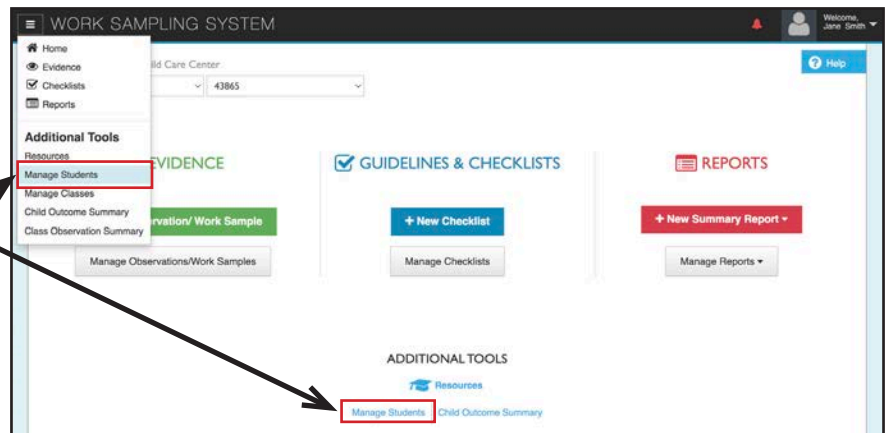 WORK SAMPLING SYSTEM
Welcome,
Jane Smith
Home
Evidence
Checklists
Reports
Additional Tools
Resources
Manage Students
Manage Classes
Child Outcome Summary
Class Observation Summary
ild Care Center
43865
Help
EVIDENCE
rvation/ Work Sample
Manage Observations/Work Samples
GUIDELINES & CHECKLISTS
+ New Checklist
Manage Checklists
REPORTS
+ New Summary Report
Manage Reports
ADDITIONAL TOOLS
Resources
Manage Students Child Outcome Summary